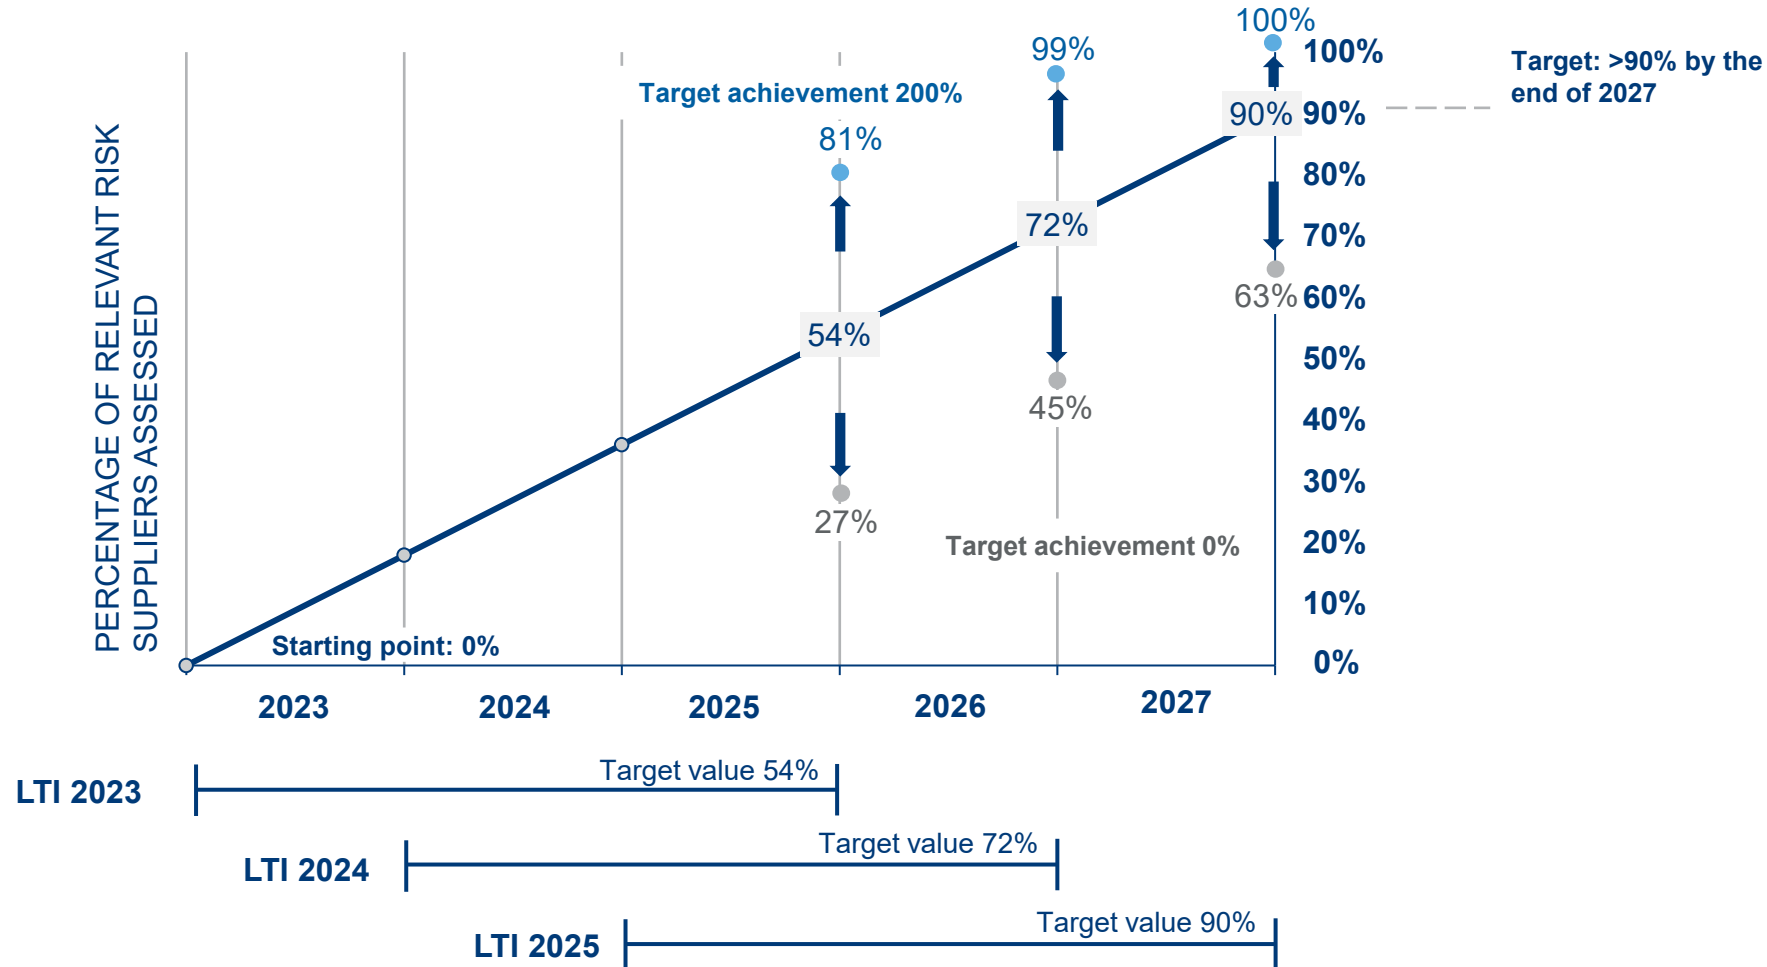 PERCENTAGE OF RELEVANT RISK
SUPPLIERS ASSESSED
Target achievement 200%
81%
99%
100%
54%
72%
90%
27%
45%
63%
Target achievement 0%
Starting point: 0%
100%
90%
80%
70%
60%
50%
40%
30%
20%
10%
0%
Target: >90% by the
end of 2027
2023
2024
2025
2026
2027
LTI 2023
Target value 54%
LTI 2024
Target value 72%
LTI 2025
Target value 90%